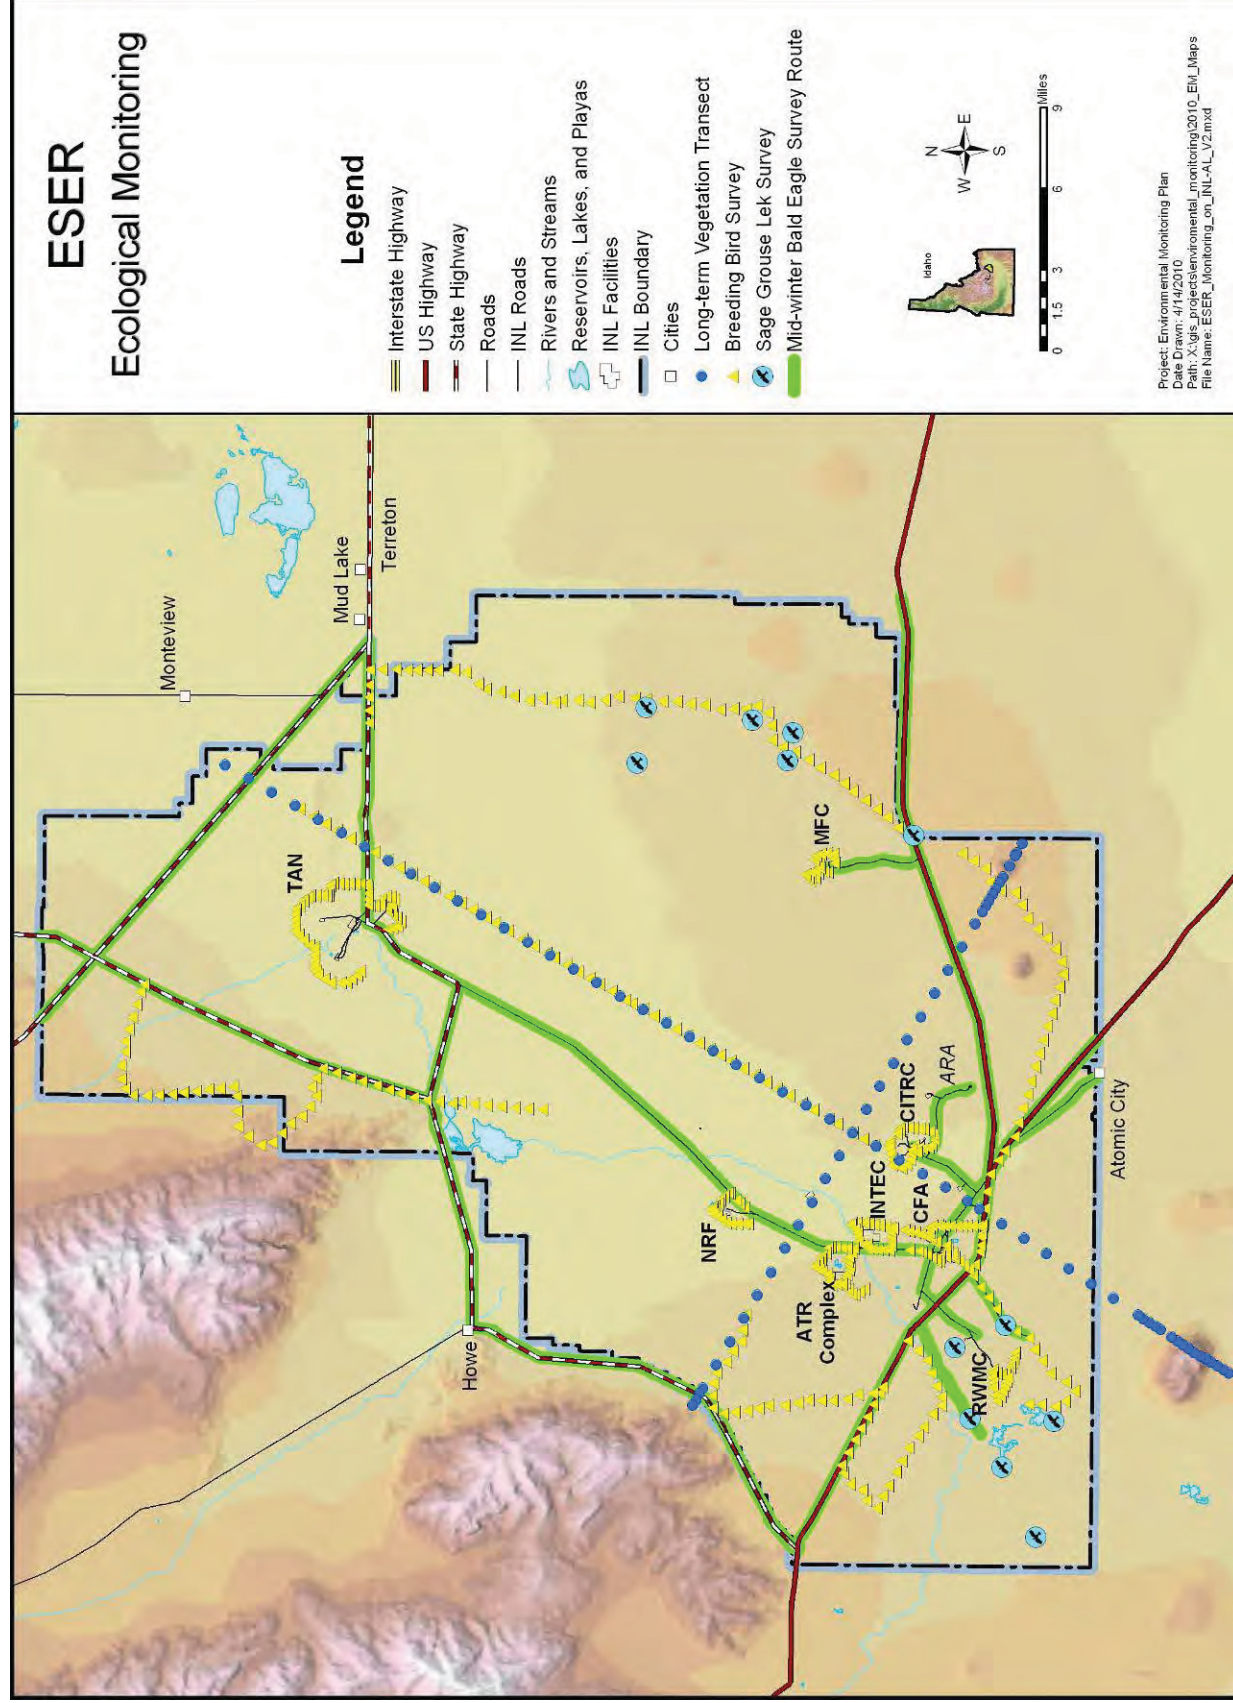 ESER
Ecological Monitoring
Legend
Interstate Highway
US Highway
State Highway
Roads
INL Roads
Rivers and Streams
Reservoirs, Lakes, and Playas
INL Facilities
INL Boundary
Cities
Long-term Vegetation Transect
Breeding Bird Survey
Sage Grouse Lek Survey
Mid-winter Bald Eagle Survey Route
Idaho
N
W
E
S
0 1.5 3 6 9
Miles
Project: Environmental Monitoring Plan
Date Drawn: 4/14/2010
Path: X:\gis_projects\enviromental_monitoring\2010_EM_Maps
File Name: ESER_Monitoring_on_INL-AL_V2.mxd
Monteview
Mud Lake
Terreton
TAN
Howe
MFC
NRF
CITRC
ARA
INTEC
CFA
ATR
Complex
RWMC
Atomic City